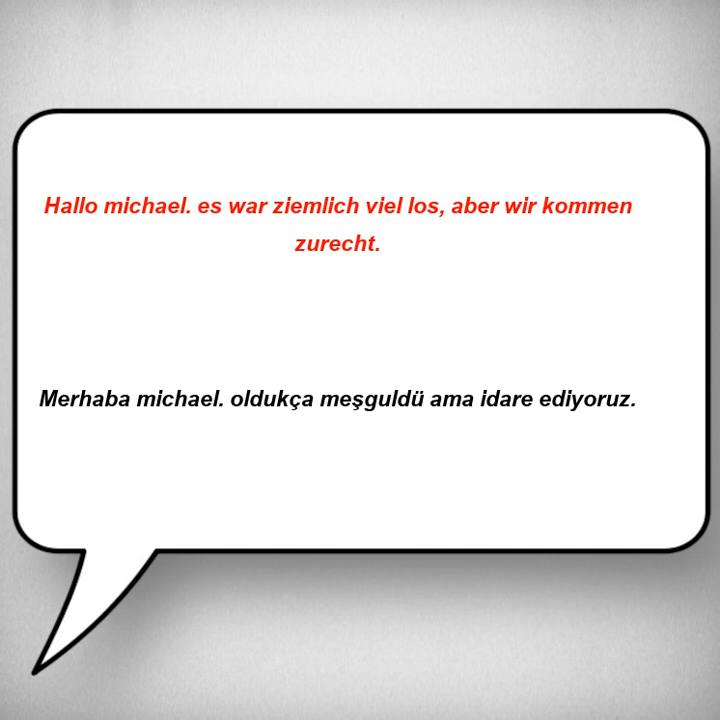 Hallo michael. es war ziemlich viel los, aber wir kommen
zurecht.
Merhaba michael. oldukça meşguldü ama idare ediyoruz.